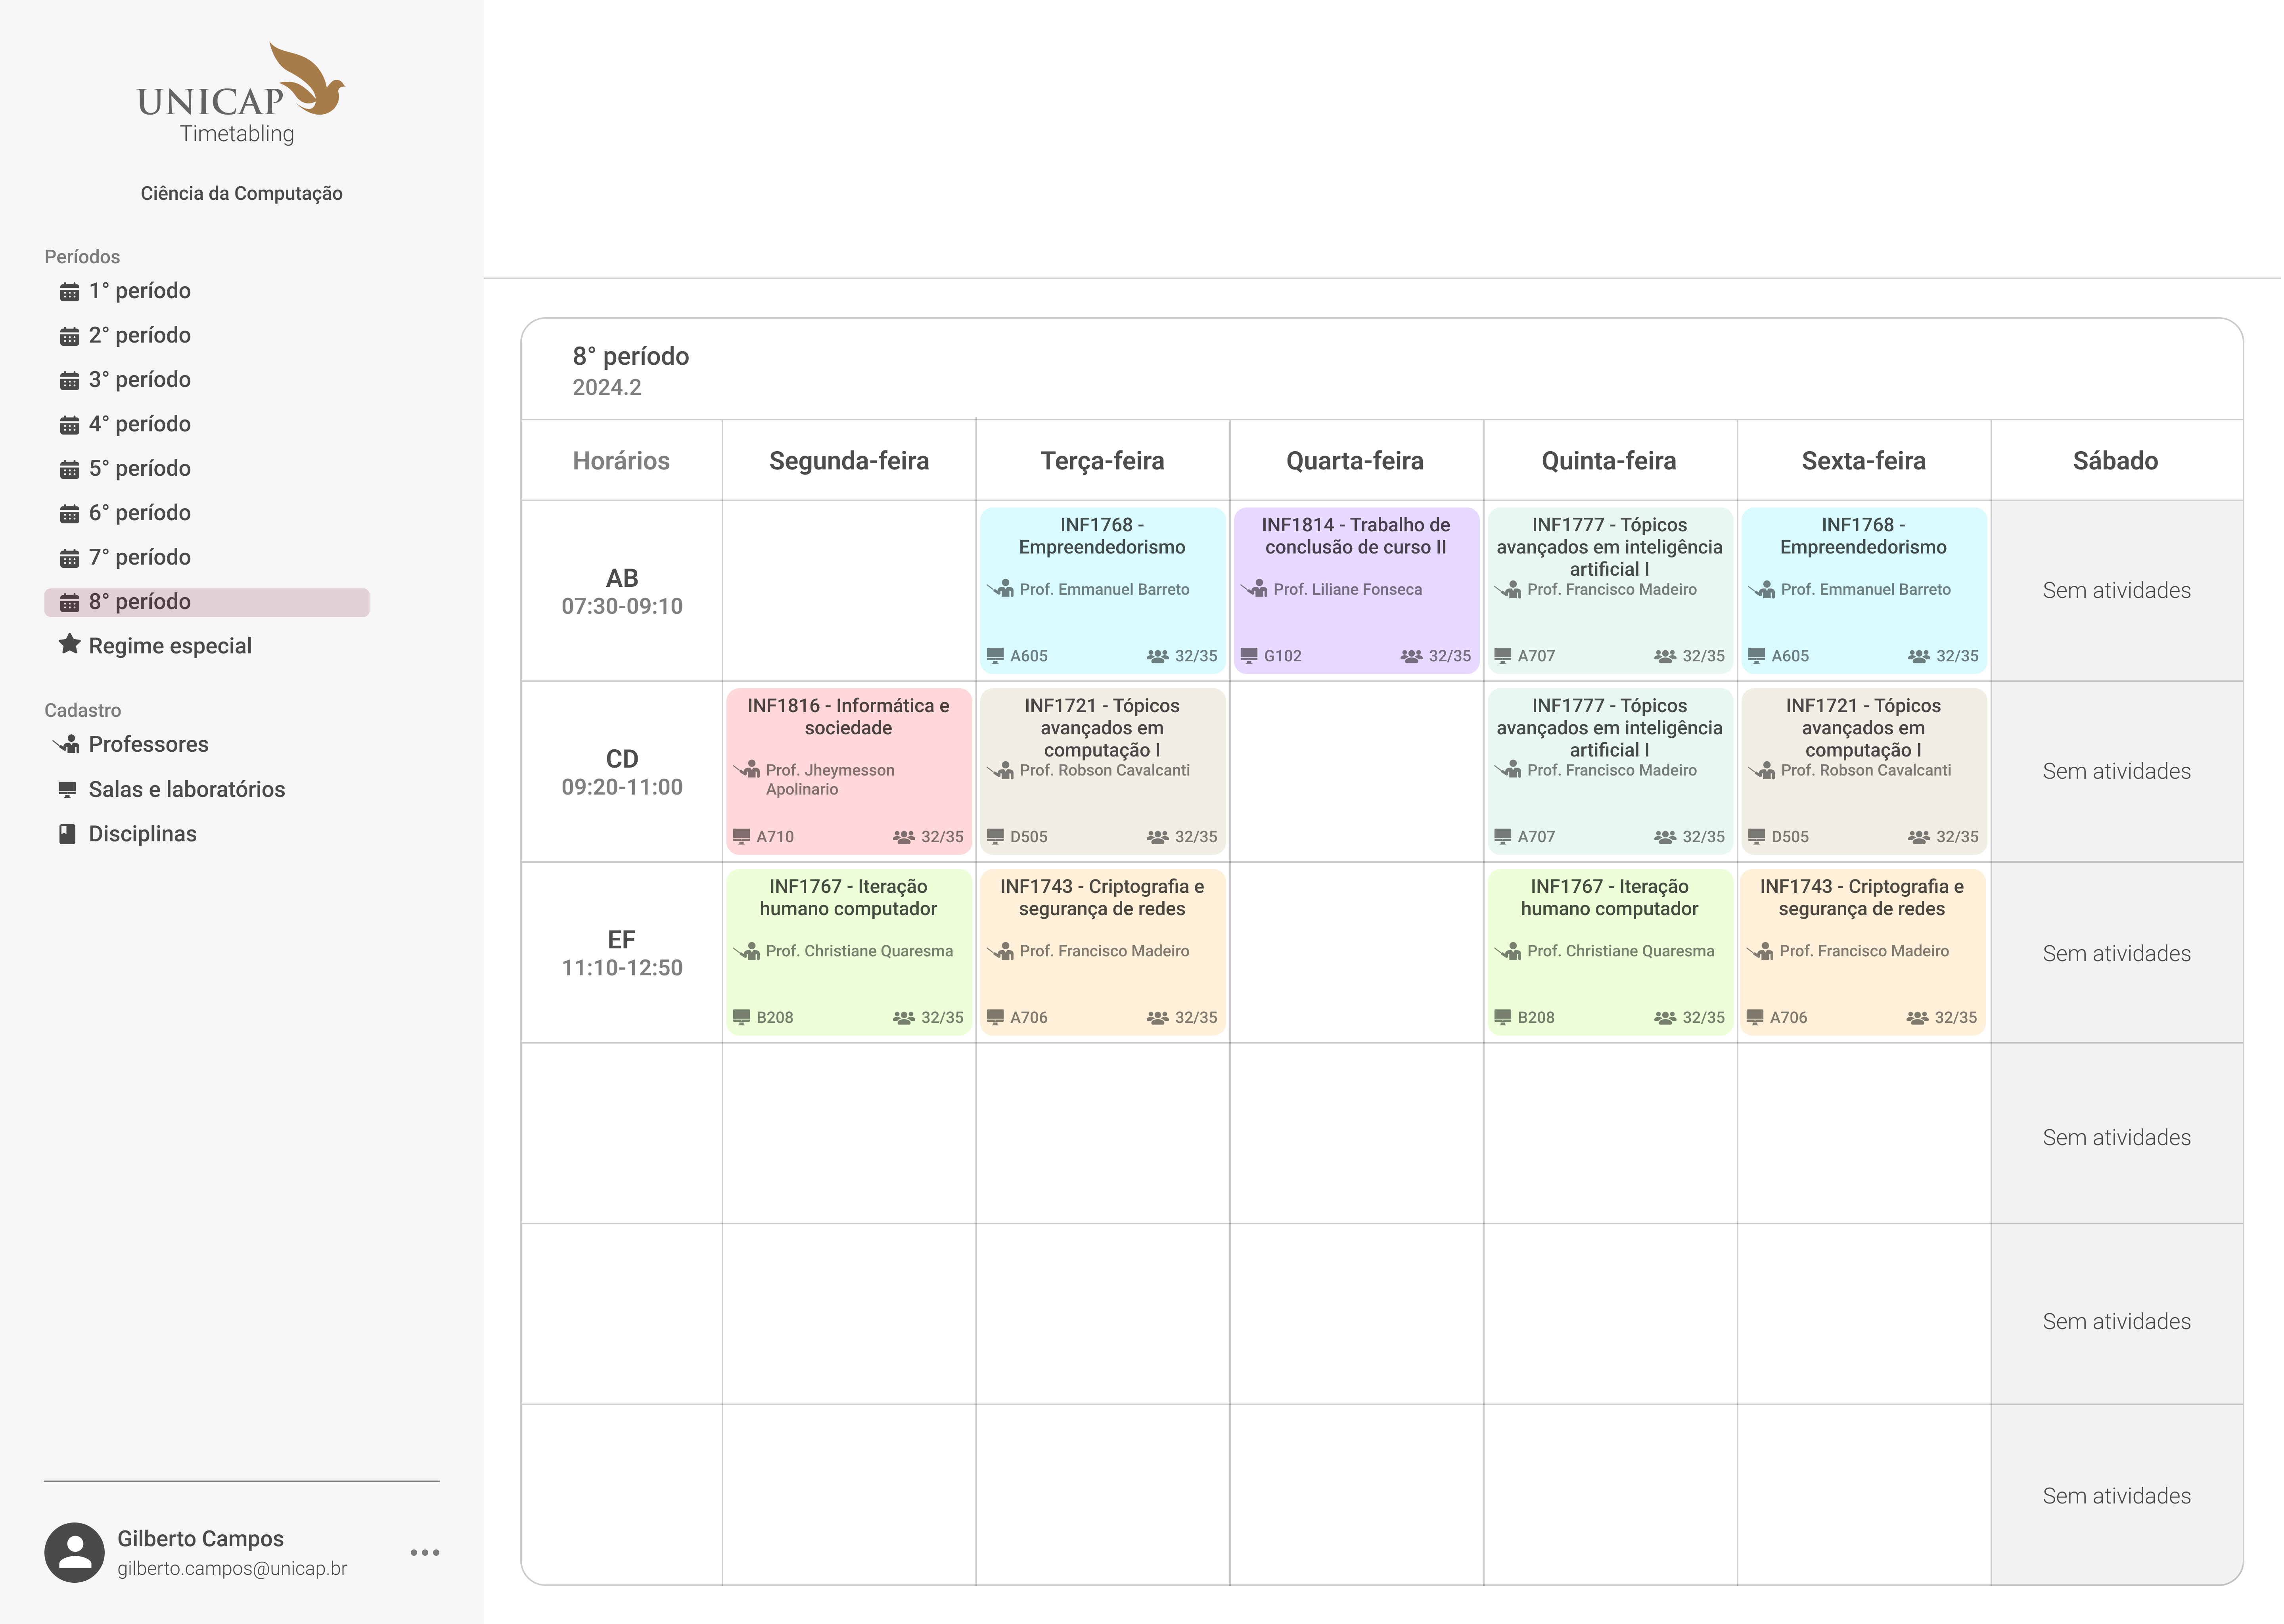 UNICAP
Timetabling
Ciência da Computação
Períodos
1° período
2° período
3° período
4° período
5° período
6° período
7° período
8° período
Regime especial
Cadastro
Professores
Salas e laboratórios
Disciplinas
Gilberto Campos
gilberto.campos@unicap.br
8° período
2024.2
Horários
Segunda-feira
Terça-feira
Quarta-feira
Quinta-feira
Sexta-feira
Sábado
AB
07:30-09:10
INF1768 -
Empreendedorismo
Prof. Emmanuel Barreto
A605
32/35
INF1814 - Trabalho de
conclusão de curso II
Prof. Liliane Fonseca
G102
32/35
INF1777 - Tópicos
avançados em inteligência
artificial I
Prof. Francisco Madeiro
A707
32/35
INF1768 -
Empreendedorismo
Prof. Emmanuel Barreto
A605
32/35
Sem atividades
CD
09:20-11:00
INF1816 - Informática e
sociedade
Prof. Jheymesson
Apolinario
A710
32/35
INF1721 - Tópicos
avançados em
computação I
Prof. Robson Cavalcanti
D505
32/35
INF1777 - Tópicos
avançados em inteligência
artificial I
Prof. Francisco Madeiro
A707
32/35
INF1721 - Tópicos
avançados em
computação I
Prof. Robson Cavalcanti
D505
32/35
Sem atividades
EF
11:10-12:50
INF1767 - Iteração
humano computador
Prof. Christiane Quaresma
B208
32/35
INF1743 - Criptografia e
segurança de redes
Prof. Francisco Madeiro
A706
32/35
INF1767 - Iteração
humano computador
Prof. Christiane Quaresma
B208
32/35
INF1743 - Criptografia e
segurança de redes
Prof. Francisco Madeiro
A706
32/35
Sem atividades
Sem atividades
Sem atividades
Sem atividades